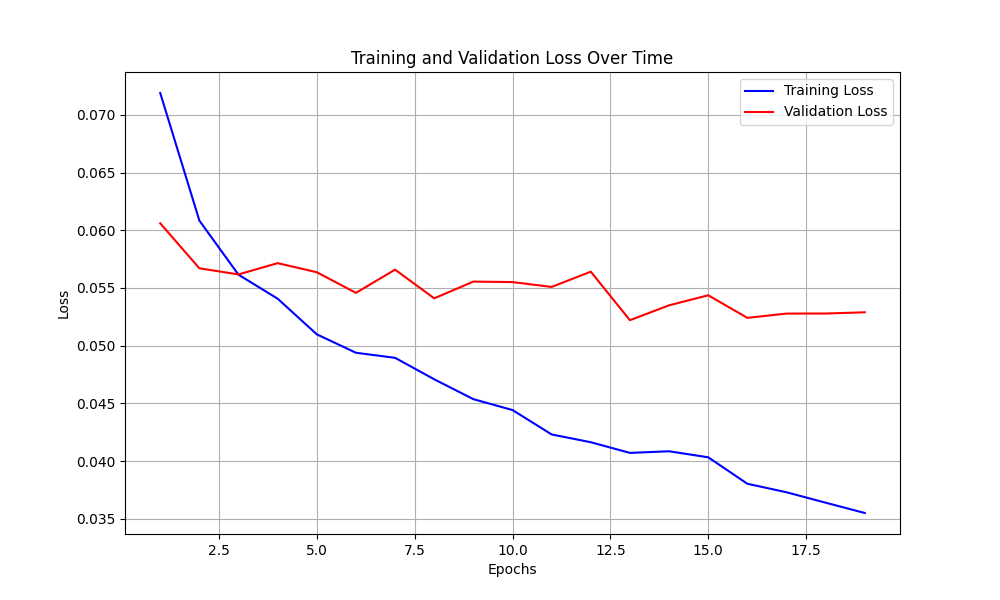 Training and Validation Loss Over Time
Training Loss
Validation Loss
Loss
0.070
0.065
0.060
0.055
0.050
0.045
0.040
0.035
2.5 5.0 7.5 10.0 12.5 15.0 17.5
Epochs